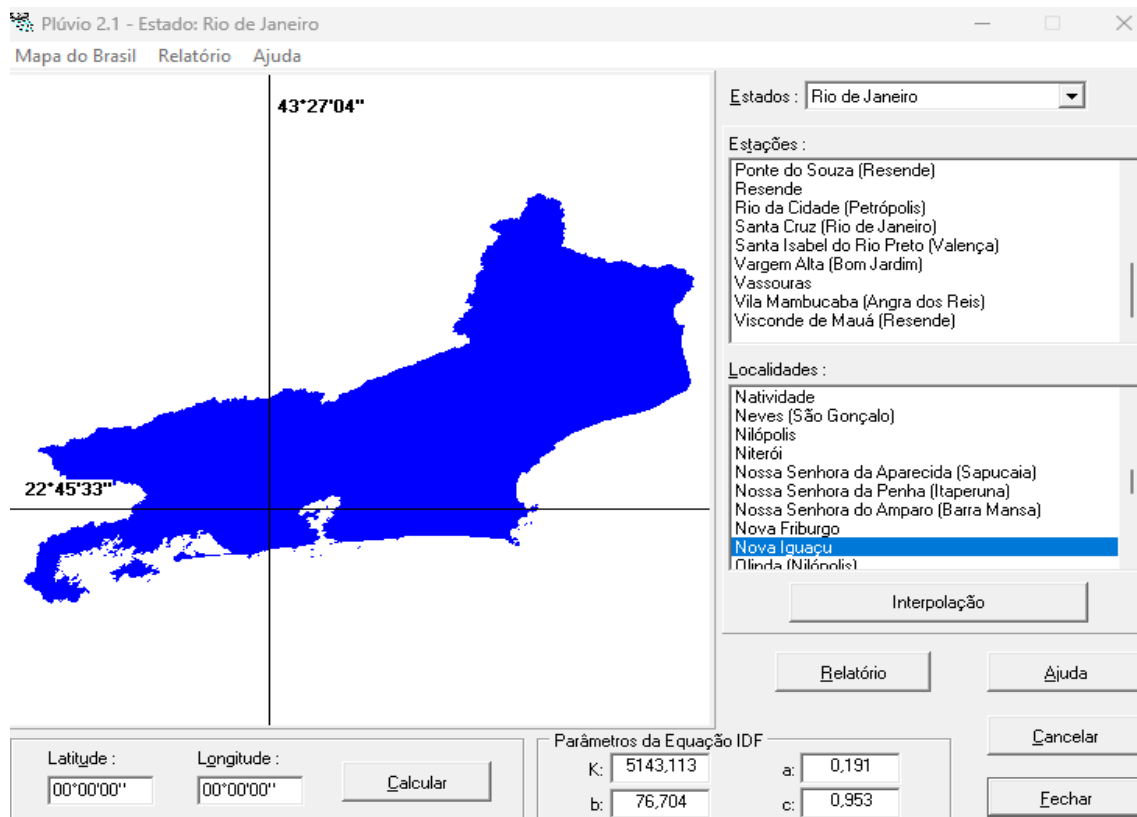 Plúvio 2.1 - Estado: Rio de Janeiro
Mapa do Brasil Relatório Ajuda
43°27'04"
22°45'33"
Estados : Rio de Janeiro
Estações :
Ponte do Souza (Resende)
Resende
Rio da Cidade (Petrópolis)
Santa Cruz (Rio de Janeiro)
Santa Isabel do Rio Preto (Valença)
Vargem Alta (Bom Jardim)
Vassouras
Vila Mambucaba (Angra dos Reis)
Visconde de Mauá (Resende)
Localidades :
Natividade
Neves (São Gonçalo)
Nilópolis
Niterói
Nossa Senhora da Aparecida (Sapucaia)
Nossa Senhora da Penha (Itaperuna)
Nossa Senhora do Amparo (Barra Mansa)
Nova Friburgo
Nova Iguaçu
Olinda (Nilópolis)
Interpolação
Relatório Ajuda
Cancelar
Fechar
Latitude : Longitude :
00°00'00" 00°00'00" Calcular
Parâmetros da Equação IDF
K: 5143,113 a: 0,191
b: 76,704 c: 0,953